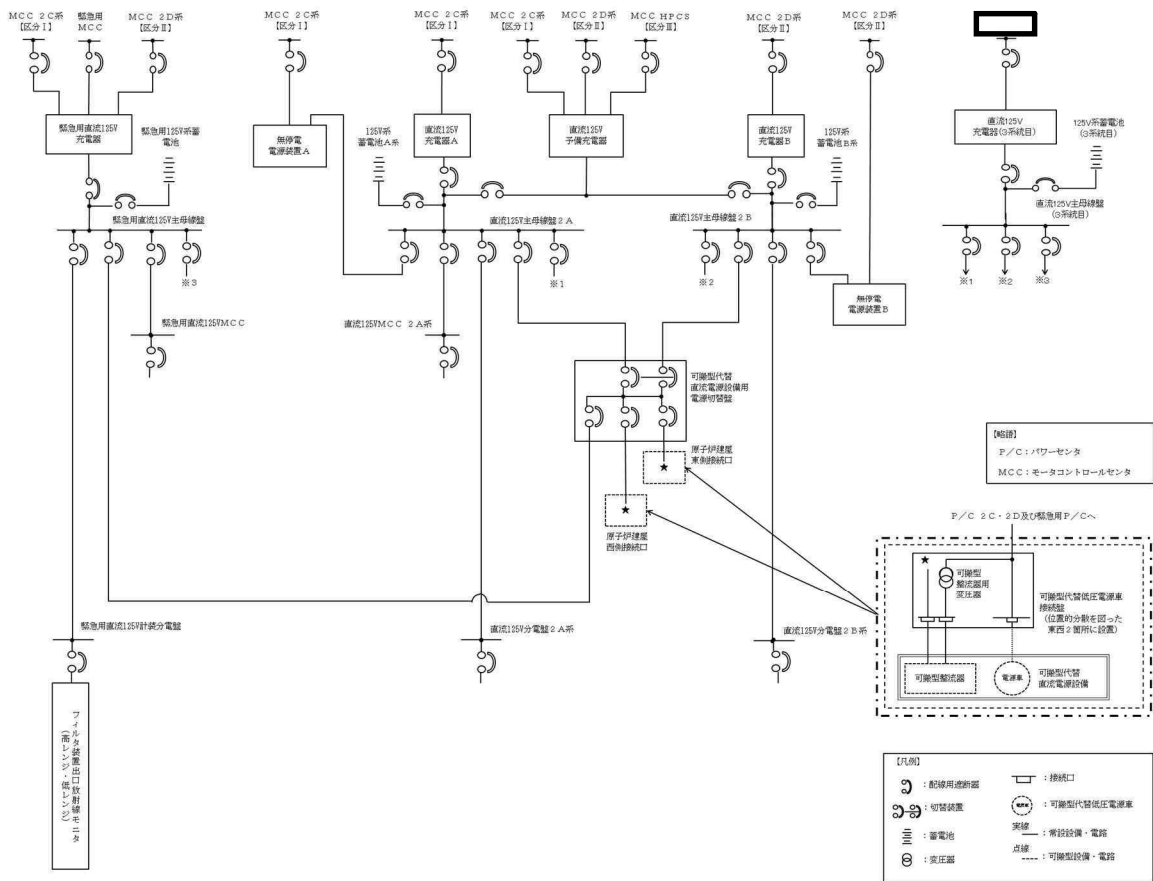 MCC 2C系
【区分Ⅰ】
緊急用
MCC
MCC 2D系
【区分Ⅱ】
MCC 2C系
【区分Ⅰ】
MCC 2C系
【区分Ⅰ】
MCC 2C系
【区分Ⅰ】
MCC 2D系
【区分Ⅱ】
MCC HPCS
【区分Ⅲ】
MCC 2D系
【区分Ⅱ】
MCC 2D系
【区分Ⅱ】
緊急用直流125V
充電器
緊急用125V系蓄
電池
無停電
電源装置A
125V系
蓄電池A系
直流125V
充電器A
直流125V
予備充電器
直流125V
充電器B
125V系
蓄電池B系
直流125V
充電器(3系統目)
125V系蓄電池
(3系統目)
直流125V主母線盤
(3系統目)
緊急用直流125V主母線盤
直流125V主母線盤2A
直流125V主母線盤2B
※3
※1
※2
※1
※2
※3
無停電
電源装置B
緊急用直流125VMCC
直流125VMCC 2A系
可搬型代替
直流電源設備用
電源切替盤
原子炉建屋
東側接続口
★
★
原子炉建屋
西側接続口
【略語】
P/C:パワーセンタ
MCC:モータコントロールセンタ
P/C 2C・2D及び緊急用P/Cへ
★
可搬型
整流器用
変圧器
可搬型代替低圧電源車
接続盤
(位置的分散を図った
東西2箇所に設置)
可搬型整流器
電源車
可搬型代替
直流電源設備
緊急用直流125V計装分電盤
直流125V分電盤2A系
直流125V分電盤2B系
フィルタ装置出口放射線モニタ
(高レンジ・低レンジ)
【凡例】
:配線用遮断器
:接続口
:切替装置
電源車
:可搬型代替低圧電源車
:蓄電池
実線
:常設設備・電路
:変圧器
点線
:可搬型設備・電路